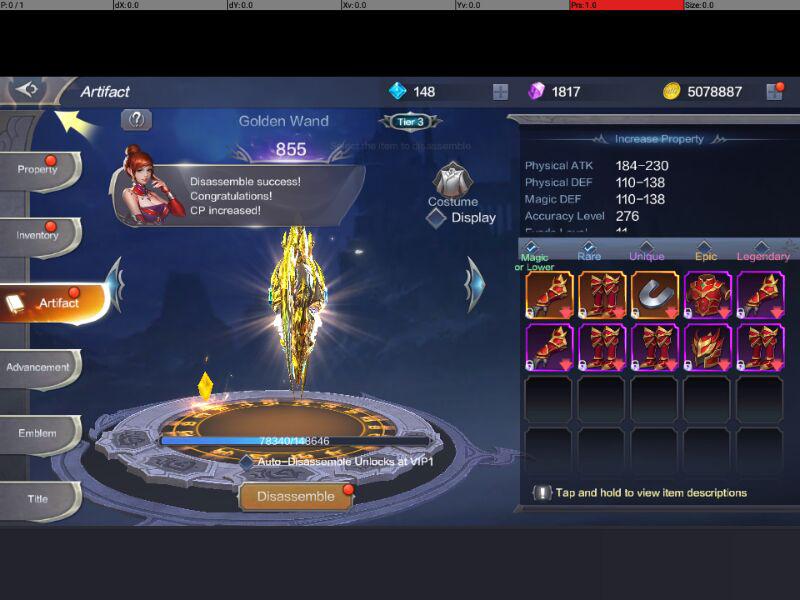 P: 0 / 1
dX: 0.0
dY: 0.0
Xv: 0.0
Yv: 0.0
Prs: 1.0
Size: 0.0
Artifact
148
1817
5078887
Golden Wand
Tier 3
855
Select the item to disassemble
Disassemble success!
Congratulations!
CP increased!
Costume
Display
Property
Inventory
Artifact
Advancement
Emblem
Title
78340/148646
Auto-Disassemble Unlocks at VIP1
Disassemble
Increase Property
Physical ATK 184-230
Physical DEF 110-138
Magic DEF 110-138
Accuracy Level 276
Magic or Lower
Rare
Unique
Epic
Legendary
Tap and hold to view item descriptions